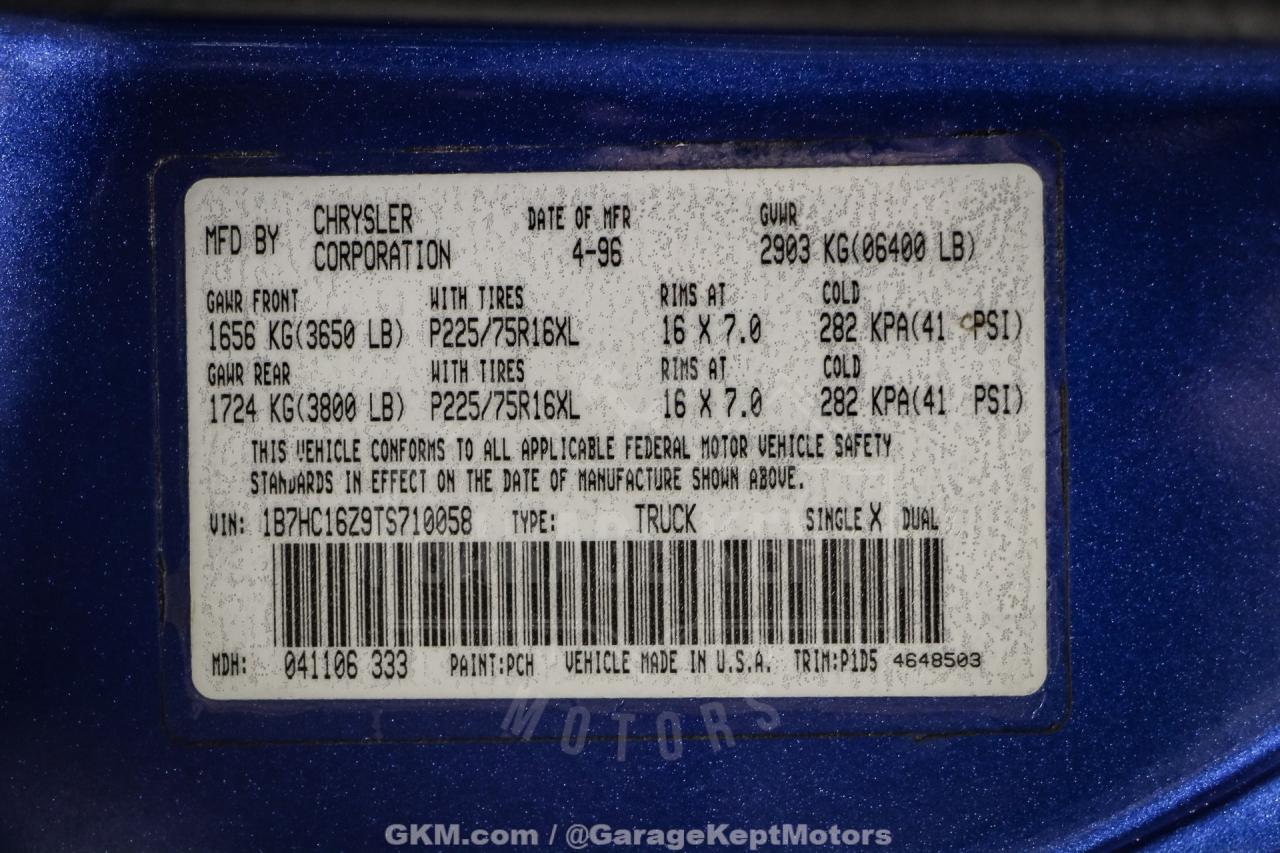 MFD BY CHRYSLER CORPORATION DATE OF MFR 4-96 GVWR 2903 KG(06400 LB)
GAWR FRONT WITH TIRES RIMS AT COLD
1656 KG(3650 LB) P225/75R16XL 16 X 7.0 282 KPA(41 PSI)
GAWR REAR WITH TIRES RIMS AT COLD
1724 KG(3800 LB) P225/75R16XL 16 X 7.0 282 KPA(41 PSI)
THIS VEHICLE CONFORMS TO ALL APPLICABLE FEDERAL MOTOR VEHICLE SAFETY
STANDARDS IN EFFECT ON THE DATE OF MANUFACTURE SHOWN ABOVE.
VIN: 1B7HC16Z9TS710058 TYPE: TRUCK SINGLE X DUAL
MDH: 041106 333 PAINT:PCH VEHICLE MADE IN U.S.A. TRIM:P1D5 4648503
MOTORS
GKM.com / @GarageKeptMotors